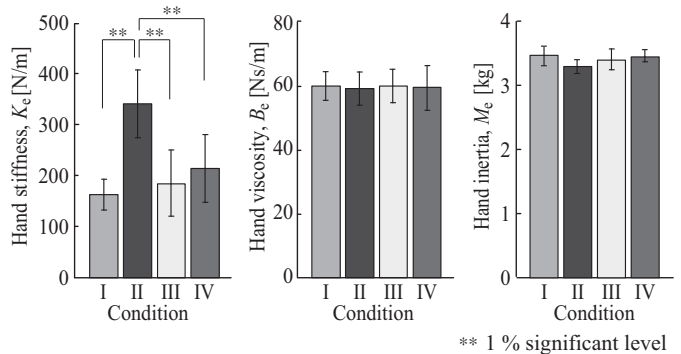 Hand stiffness, Ke [N/m]
500
400
300
200
100
0
** ** **
I II III IV
Condition
Hand viscosity, Be [Ns/m]
80
60
40
20
0
I II III IV
Condition
Hand inertia, Me [kg]
4
3
2
1
0
I II III IV
Condition
** 1 % significant level